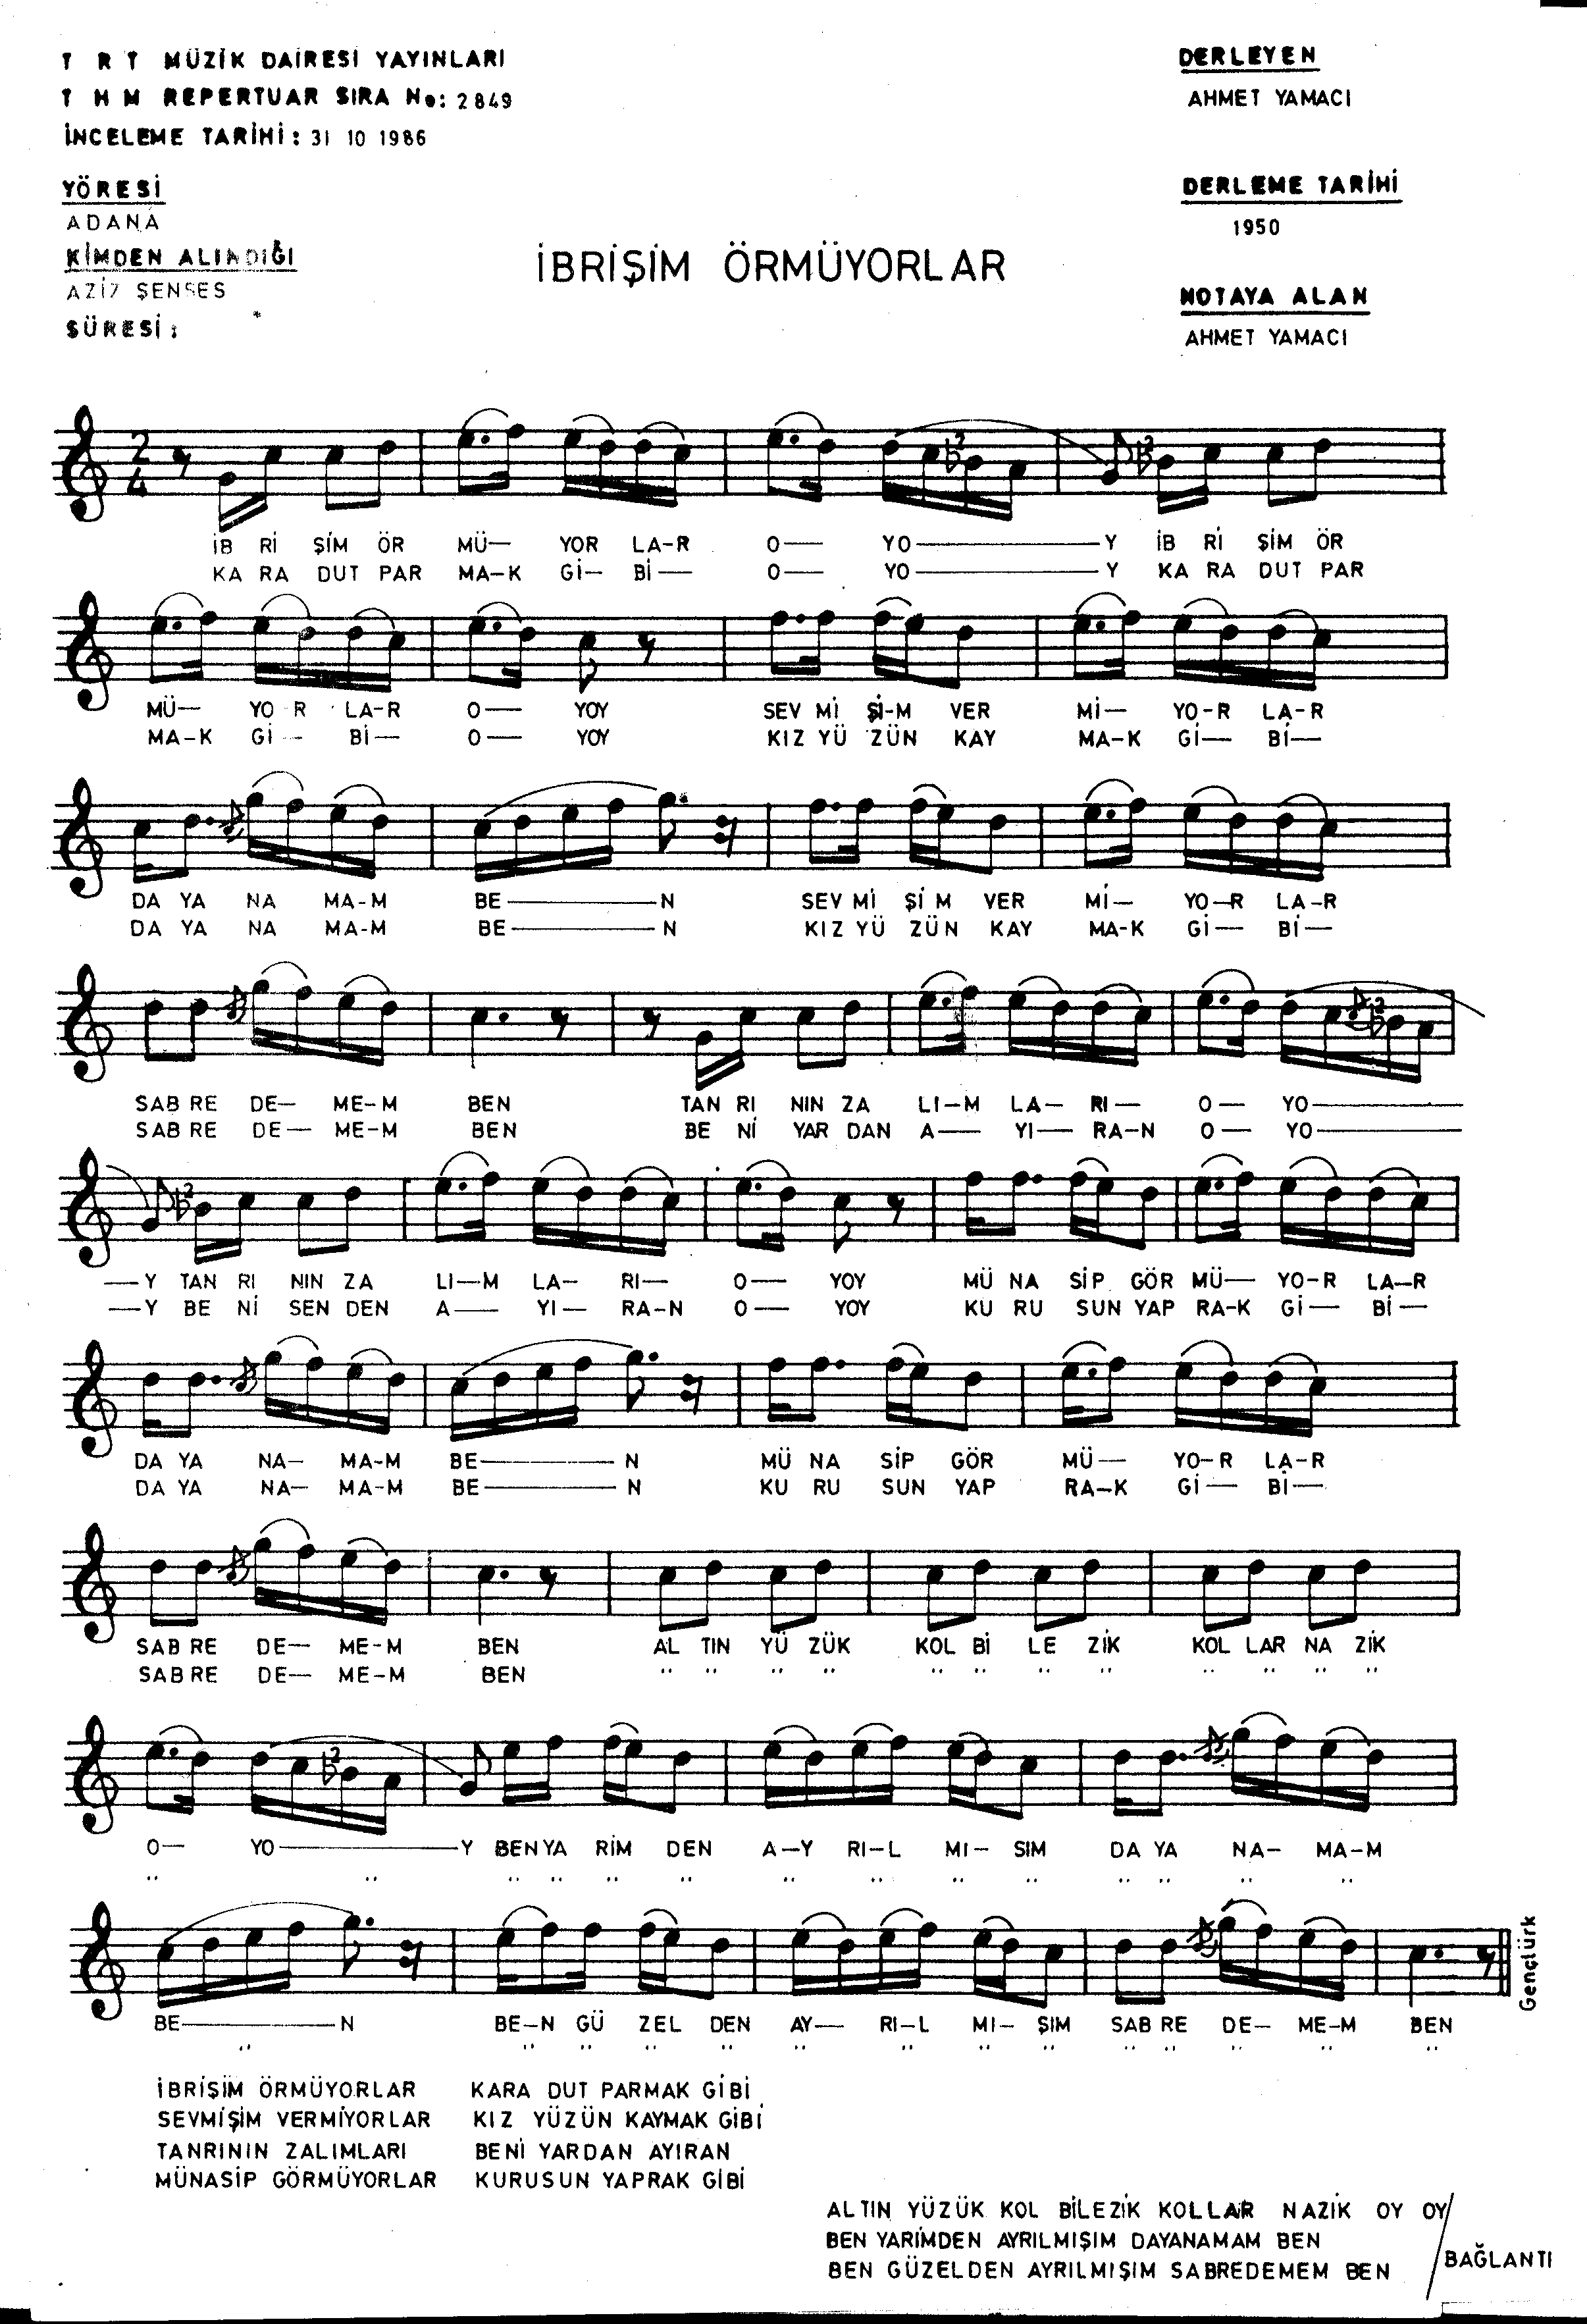 T R T MÜZİK DAİRESİ YAYINLARI
T H M REPERTUAR SIRA No: 2849
İNCELEME TARİHİ : 31 10 1986
YÖRESİ
ADANA
KİMDEN ALINDIĞI
AZİZ ŞENSES
SÜRESİ :
DERLEYEN
AHMET YAMACI
DERLEME TARİHİ
1950
NOTAYA ALAN
AHMET YAMACI
İBRİŞİM ÖRMÜYORLAR
2
4
İB Rİ ŞİM ÖR MÜ— YOR LA-R O— YO———Y İB Rİ ŞİM ÖR
KA RA DUT PAR MA-K Gİ— Bİ— O— YO———Y KA RA DUT PAR
MÜ— YO-R LA-R O— YOY SEV Mİ Şİ-M VER Mİ— YO-R LA-R
MA-K Gİ— Bİ— O— YOY KIZ YÜ ZÜN KAY MA-K Gİ— Bİ—
DA YA NA MA-M BE———N SEV Mİ Şİ M VER Mİ— YO-R LA-R
DA YA NA MA-M BE———N KIZ YÜ ZÜN KAY MA-K Gİ— Bİ—
SAB RE DE— ME-M BEN TAN RI NIN ZA LI-M LA— RI— O— YO———
SAB RE DE— ME-M BEN BE Nİ YAR DAN A— YI— RA-N O— YO———
—Y TAN RI NIN ZA LI-M LA— RI— O— YOY MÜ NA SİP GÖR MÜ— YO-R LA-R
—Y BE Nİ SEN DEN A— YI— RA-N O— YOY KU RU SUN YAP RA-K Gİ— Bİ—
DA YA NA— MA-M BE———N MÜ NA SİP GÖR MÜ— YO-R LA-R
DA YA NA— MA-M BE———N KU RU SUN YAP RA-K Gİ— Bİ—
SAB RE DE— ME-M BEN AL TIN YÜ ZÜK KOL Bİ LE ZİK KOL LAR NA ZİK
SAB RE DE— ME-M BEN ,, ,, ,, ,, ,, ,, ,, ,, ,, ,, ,, ,,
O— YO———Y BEN YA RİM DEN A-Y RI-L MI- SIM DA YA NA- MA-M
,, ,, ,, ,, ,, ,, ,, ,, ,, ,, ,, ,, ,, ,,
BE———N BE-N GÜ ZEL DEN AY— RI-L MI- ŞIM SAB RE DE— ME-M BEN
,, ,, ,, ,, ,, ,, ,, ,, ,, ,, ,, ,, ,, ,,
Gençtürk
İBRİŞİM ÖRMÜYORLAR KARA DUT PARMAK GİBİ
SEVMİŞİM VERMİYORLAR KIZ YÜZÜN KAYMAK GİBİ
TANRININ ZALIMLARI BENİ YARDAN AYIRAN
MÜNASİP GÖRMÜYORLAR KURUSUN YAPRAK GİBİ
ALTIN YÜZÜK KOL BİLEZİK KOLLAR NAZİK OY OY
BEN YARİMDEN AYRILMIŞIM DAYANAMAM BEN
BEN GÜZELDEN AYRILMIŞIM SABREDEMEM BEN
BAĞLANTI